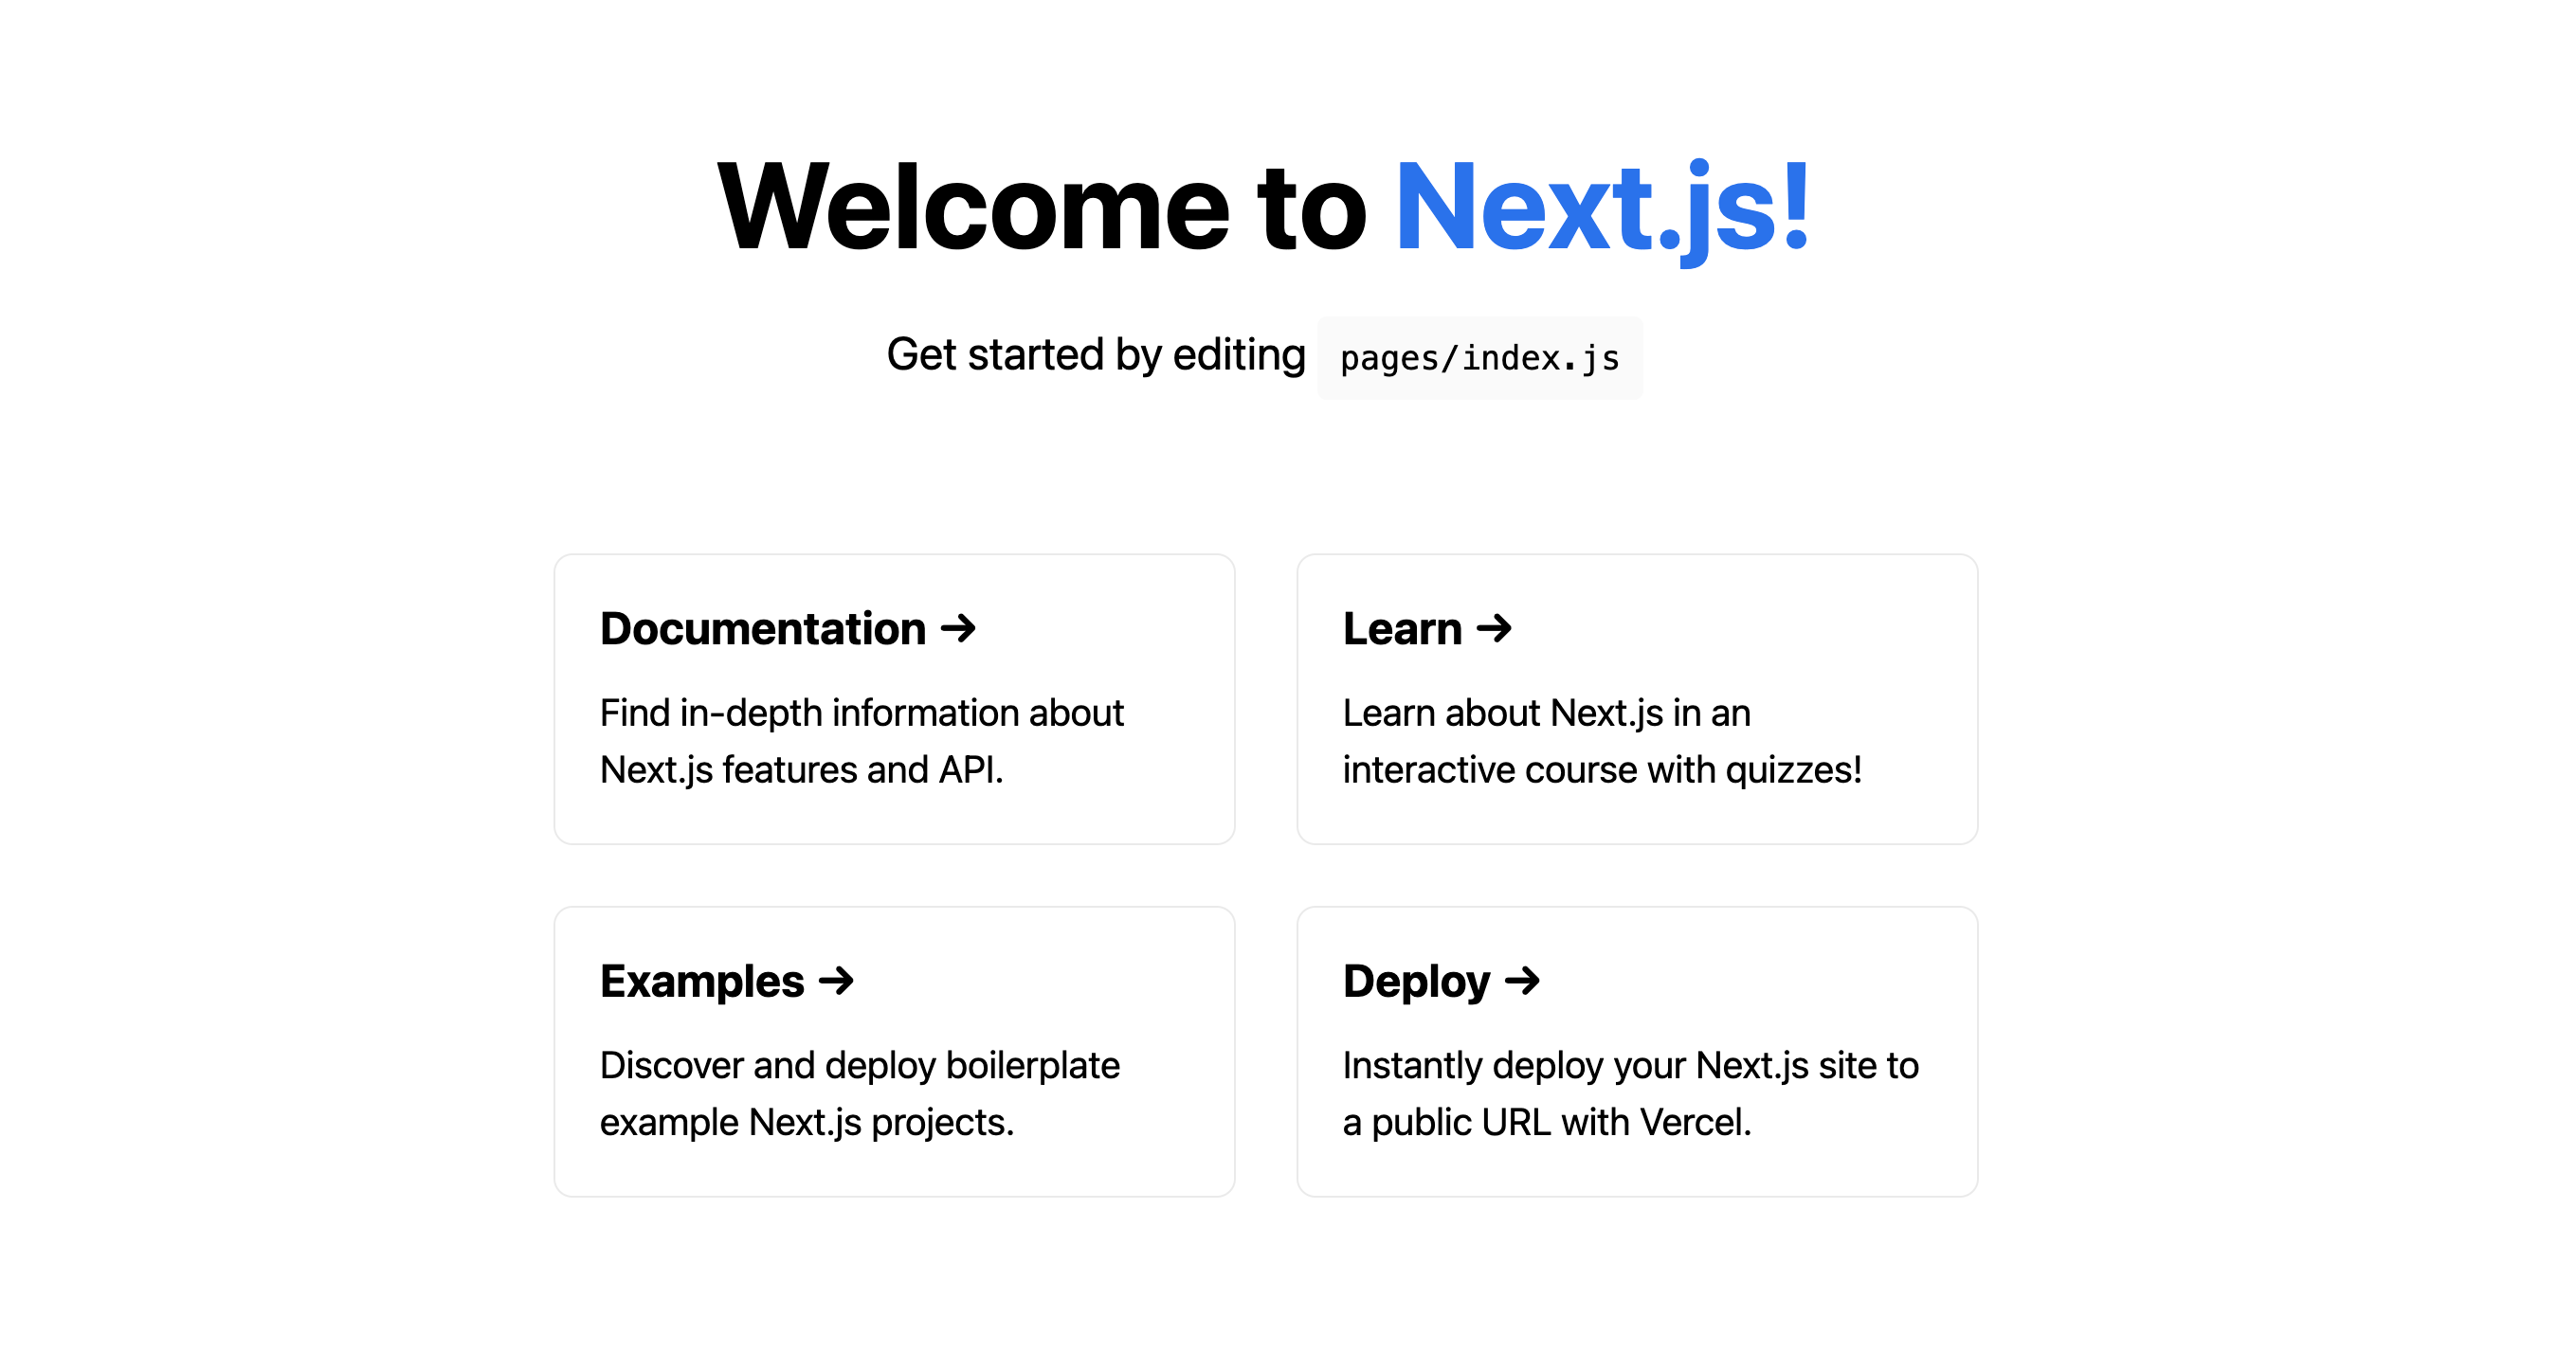 Welcome to Next.js!
Get started by editing pages/index.js
Documentation →
Find in-depth information about
Next.js features and API.
Learn →
Learn about Next.js in an
interactive course with quizzes!
Examples →
Discover and deploy boilerplate
example Next.js projects.
Deploy →
Instantly deploy your Next.js site to
a public URL with Vercel.